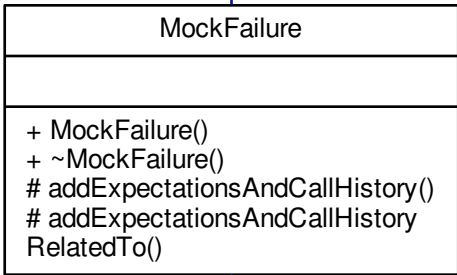 MockFailure
+ MockFailure()
+ ~MockFailure()
# addExpectationsAndCallHistory()
# addExpectationsAndCallHistory
RelatedTo()